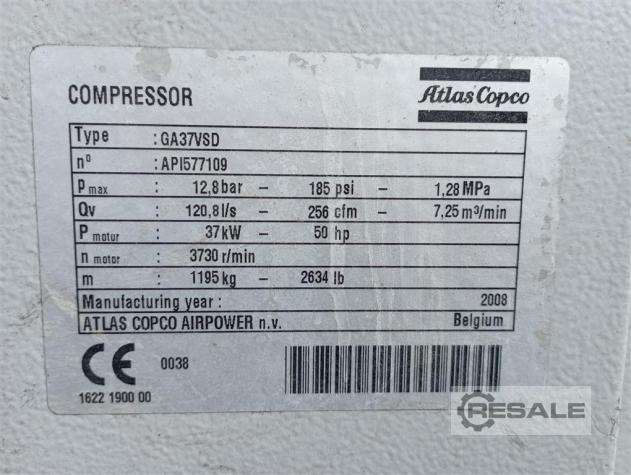 COMPRESSOR
Atlas Copco
Type : GA37VSD
n° : API577109
P max : 12,8 bar – 185 psi – 1,28 MPa
Qv : 120,8 l/s – 256 cfm – 7,25 m³/min
P motor : 37 kW – 50 hp
n motor : 3730 r/min
m : 1195 kg – 2634 lb
Manufacturing year : 2008
ATLAS COPCO AIRPOWER n.v. Belgium
CE 0038
1622 1900 00
RESALE